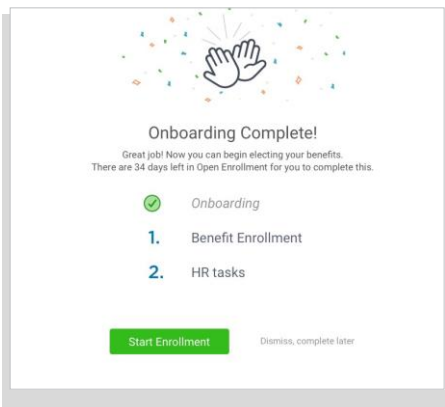 Onboarding Complete!
Great job! Now you can begin electing your benefits.
There are 34 days left in Open Enrollment for you to complete this.
Onboarding
1. Benefit Enrollment
2. HR tasks
Start Enrollment Dismiss, complete later